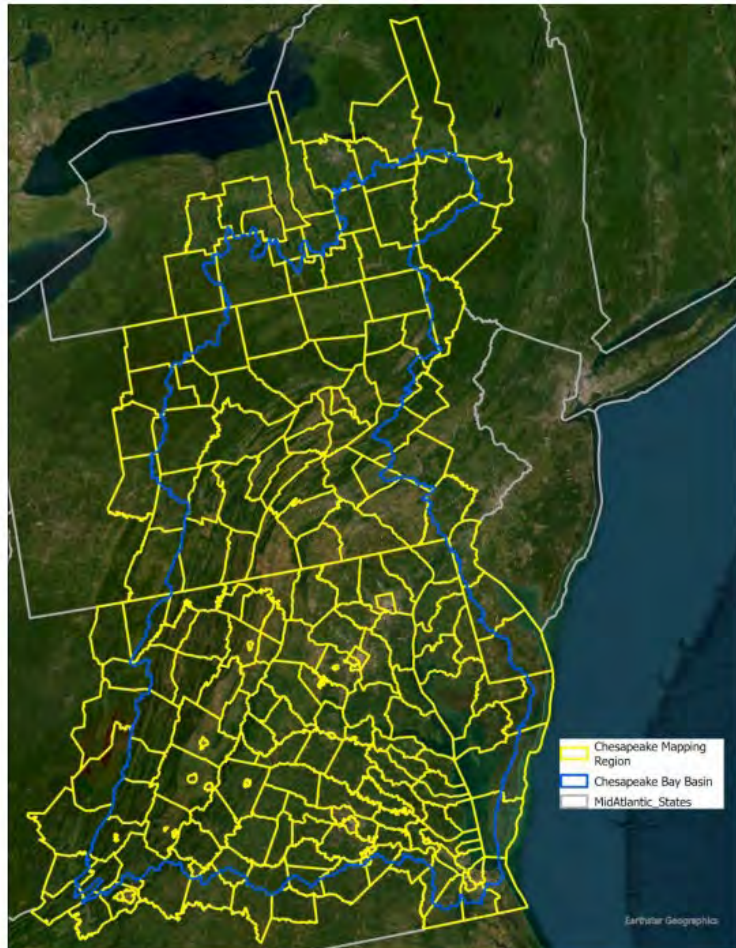 Chesapeake Mapping
Region
Chesapeake Bay Basin
MidAtlantic_States
Earthstar Geographics